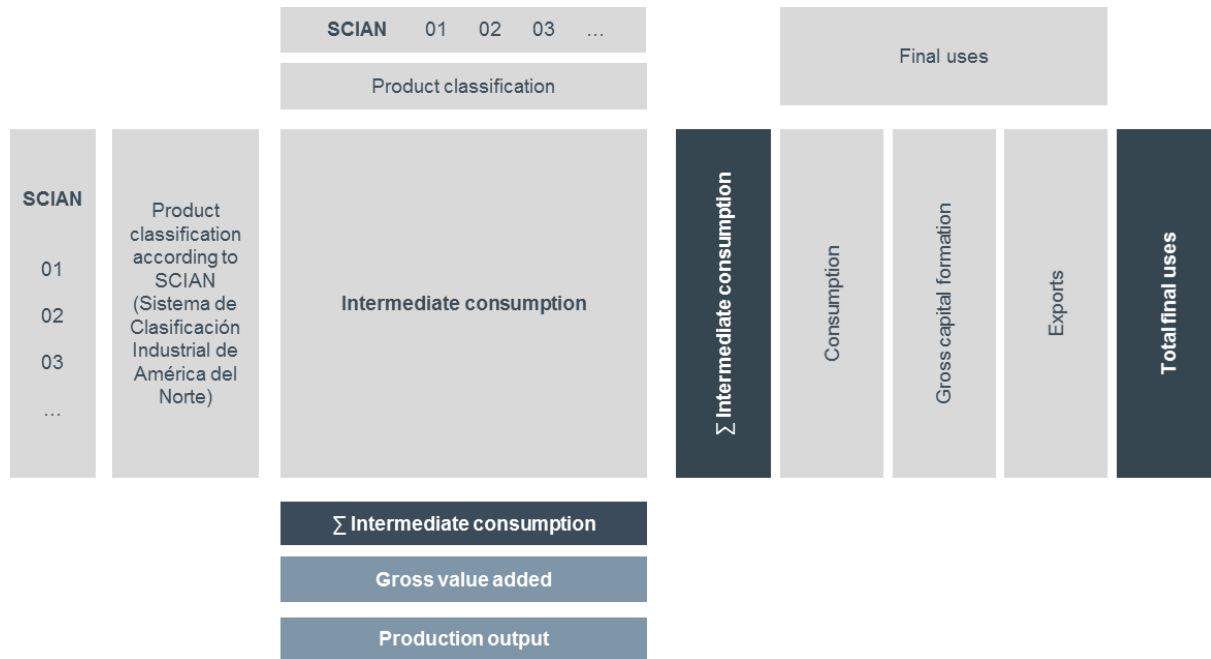 SCIAN 01 02 03 …
Product classification
Final uses
SCIAN
01
02
03
…
Product
classification
according to
SCIAN
(Sistema de
Clasificación
Industrial de
América del
Norte)
Intermediate consumption
∑ Intermediate consumption
Consumption
Gross capital formation
Exports
Total final uses
∑ Intermediate consumption
Gross value added
Production output